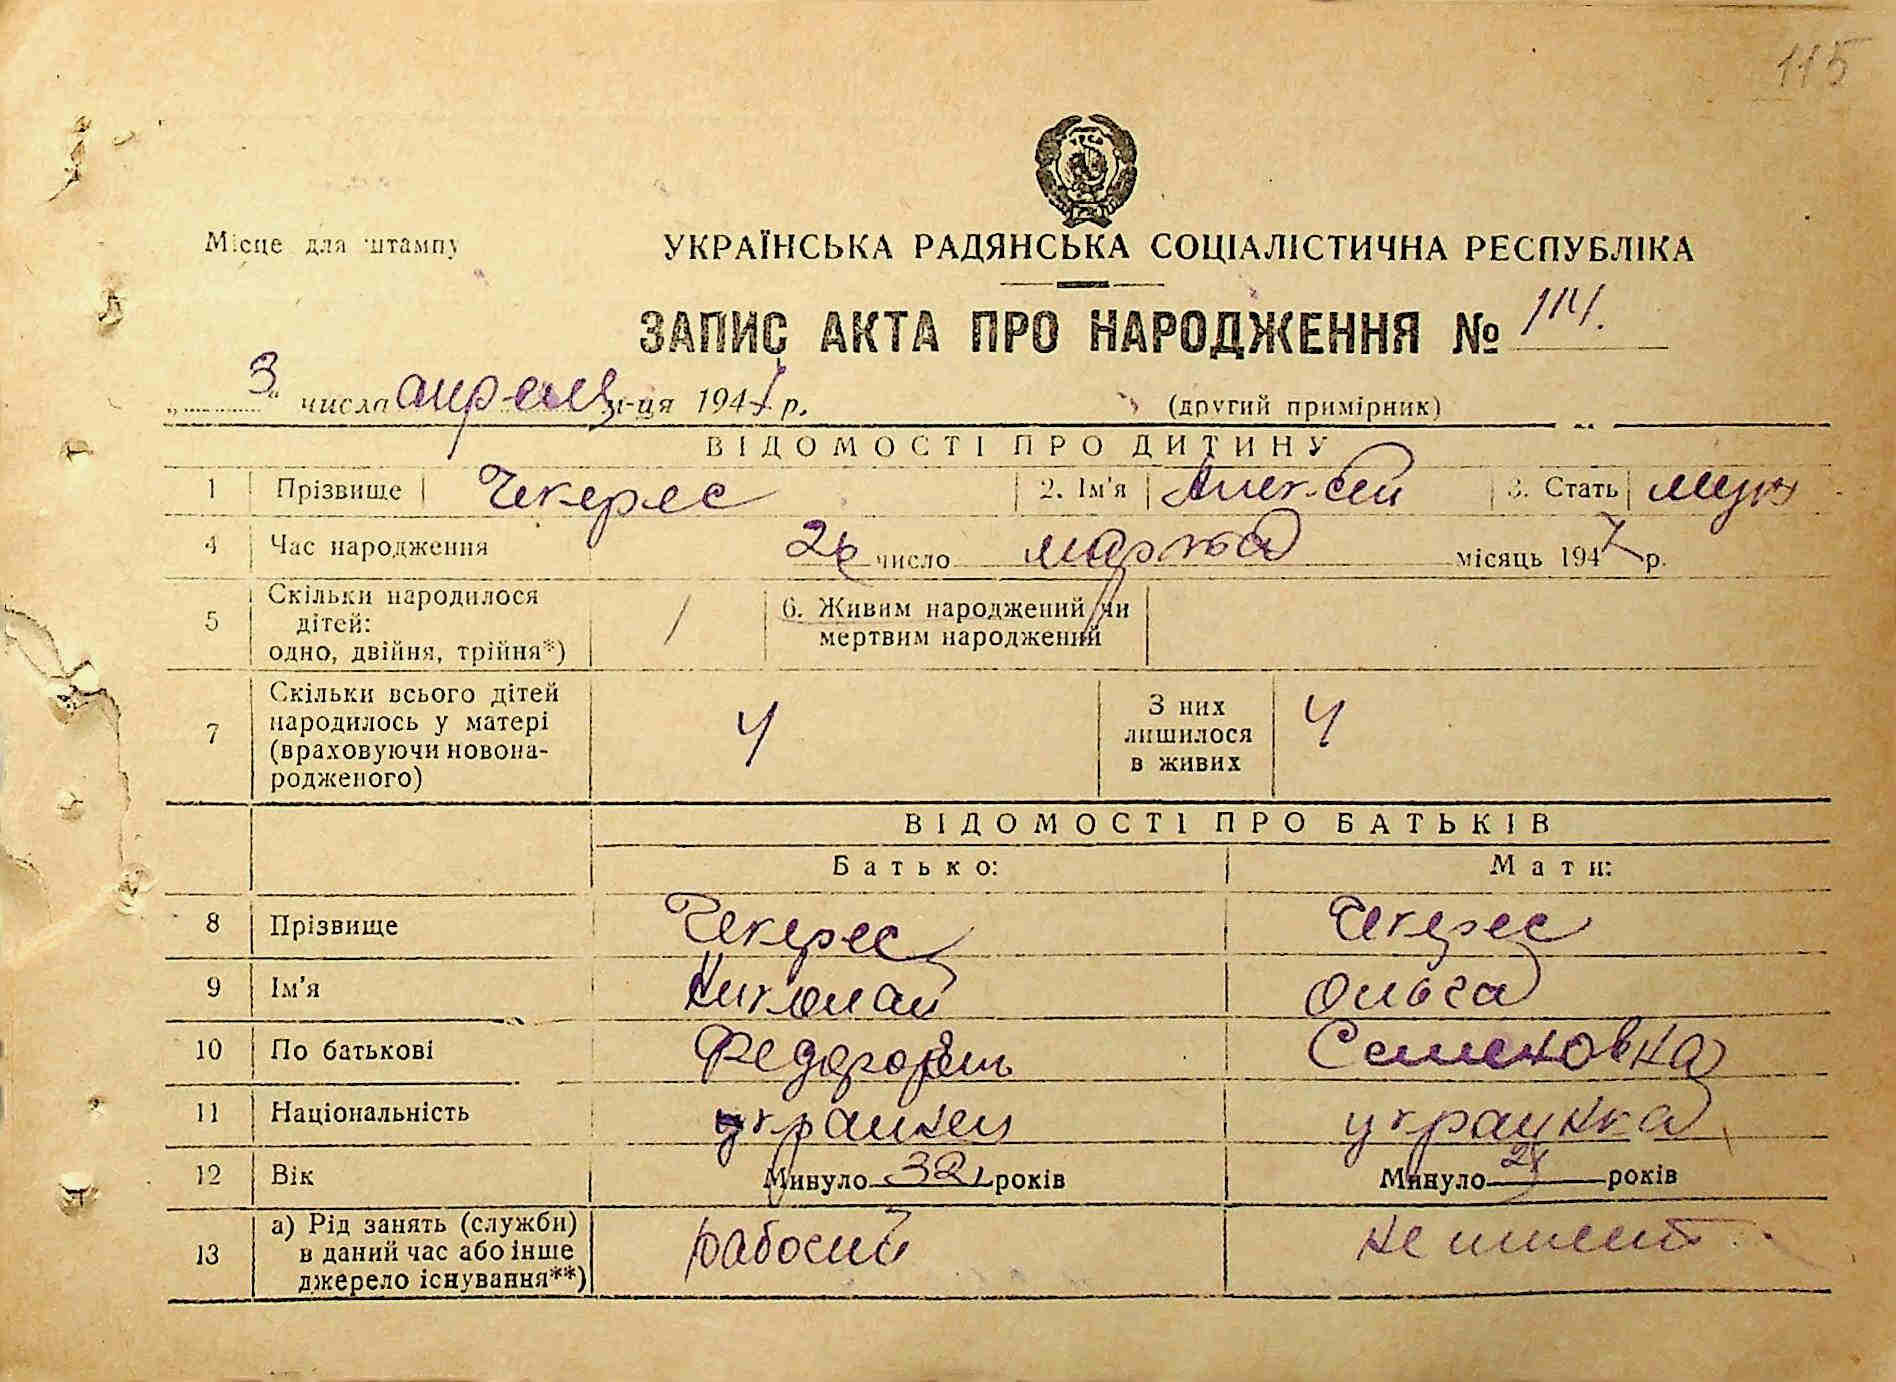 115
Місце для штампу
УКРАЇНСЬКА РАДЯНСЬКА СОЦІАЛІСТИЧНА РЕСПУБЛІКА
ЗАПИС АКТА ПРО НАРОДЖЕННЯ № 114.
„ 3 " числа апреля м-ця 1947 р. (другий примірник)
ВІДОМОСТІ ПРО ДИТИНУ
1 Прізвище Чекерес 2. Ім'я Алексей 3. Стать муж
4 Час народження 26 число марта місяць 1947 р.
5 Скільки народилося дітей: одно, двійня, трійня*) 1 6. Живим народжений чи мертвим народжений
7 Скільки всього дітей народилось у матері (враховуючи новонародженого) 4 З них лишилося в живих 4
ВІДОМОСТІ ПРО БАТЬКІВ
Батько: Мати:
8 Прізвище Чекерес Чекерес
9 Ім'я Николай Ольга
10 По батькові Федорович Семеновна
11 Національність украинец украинка
12 Вік Минуло 32 років Минуло років
13 а) Рід занять (служби) в даний час або інше джерело існування**) рабочий не имеет